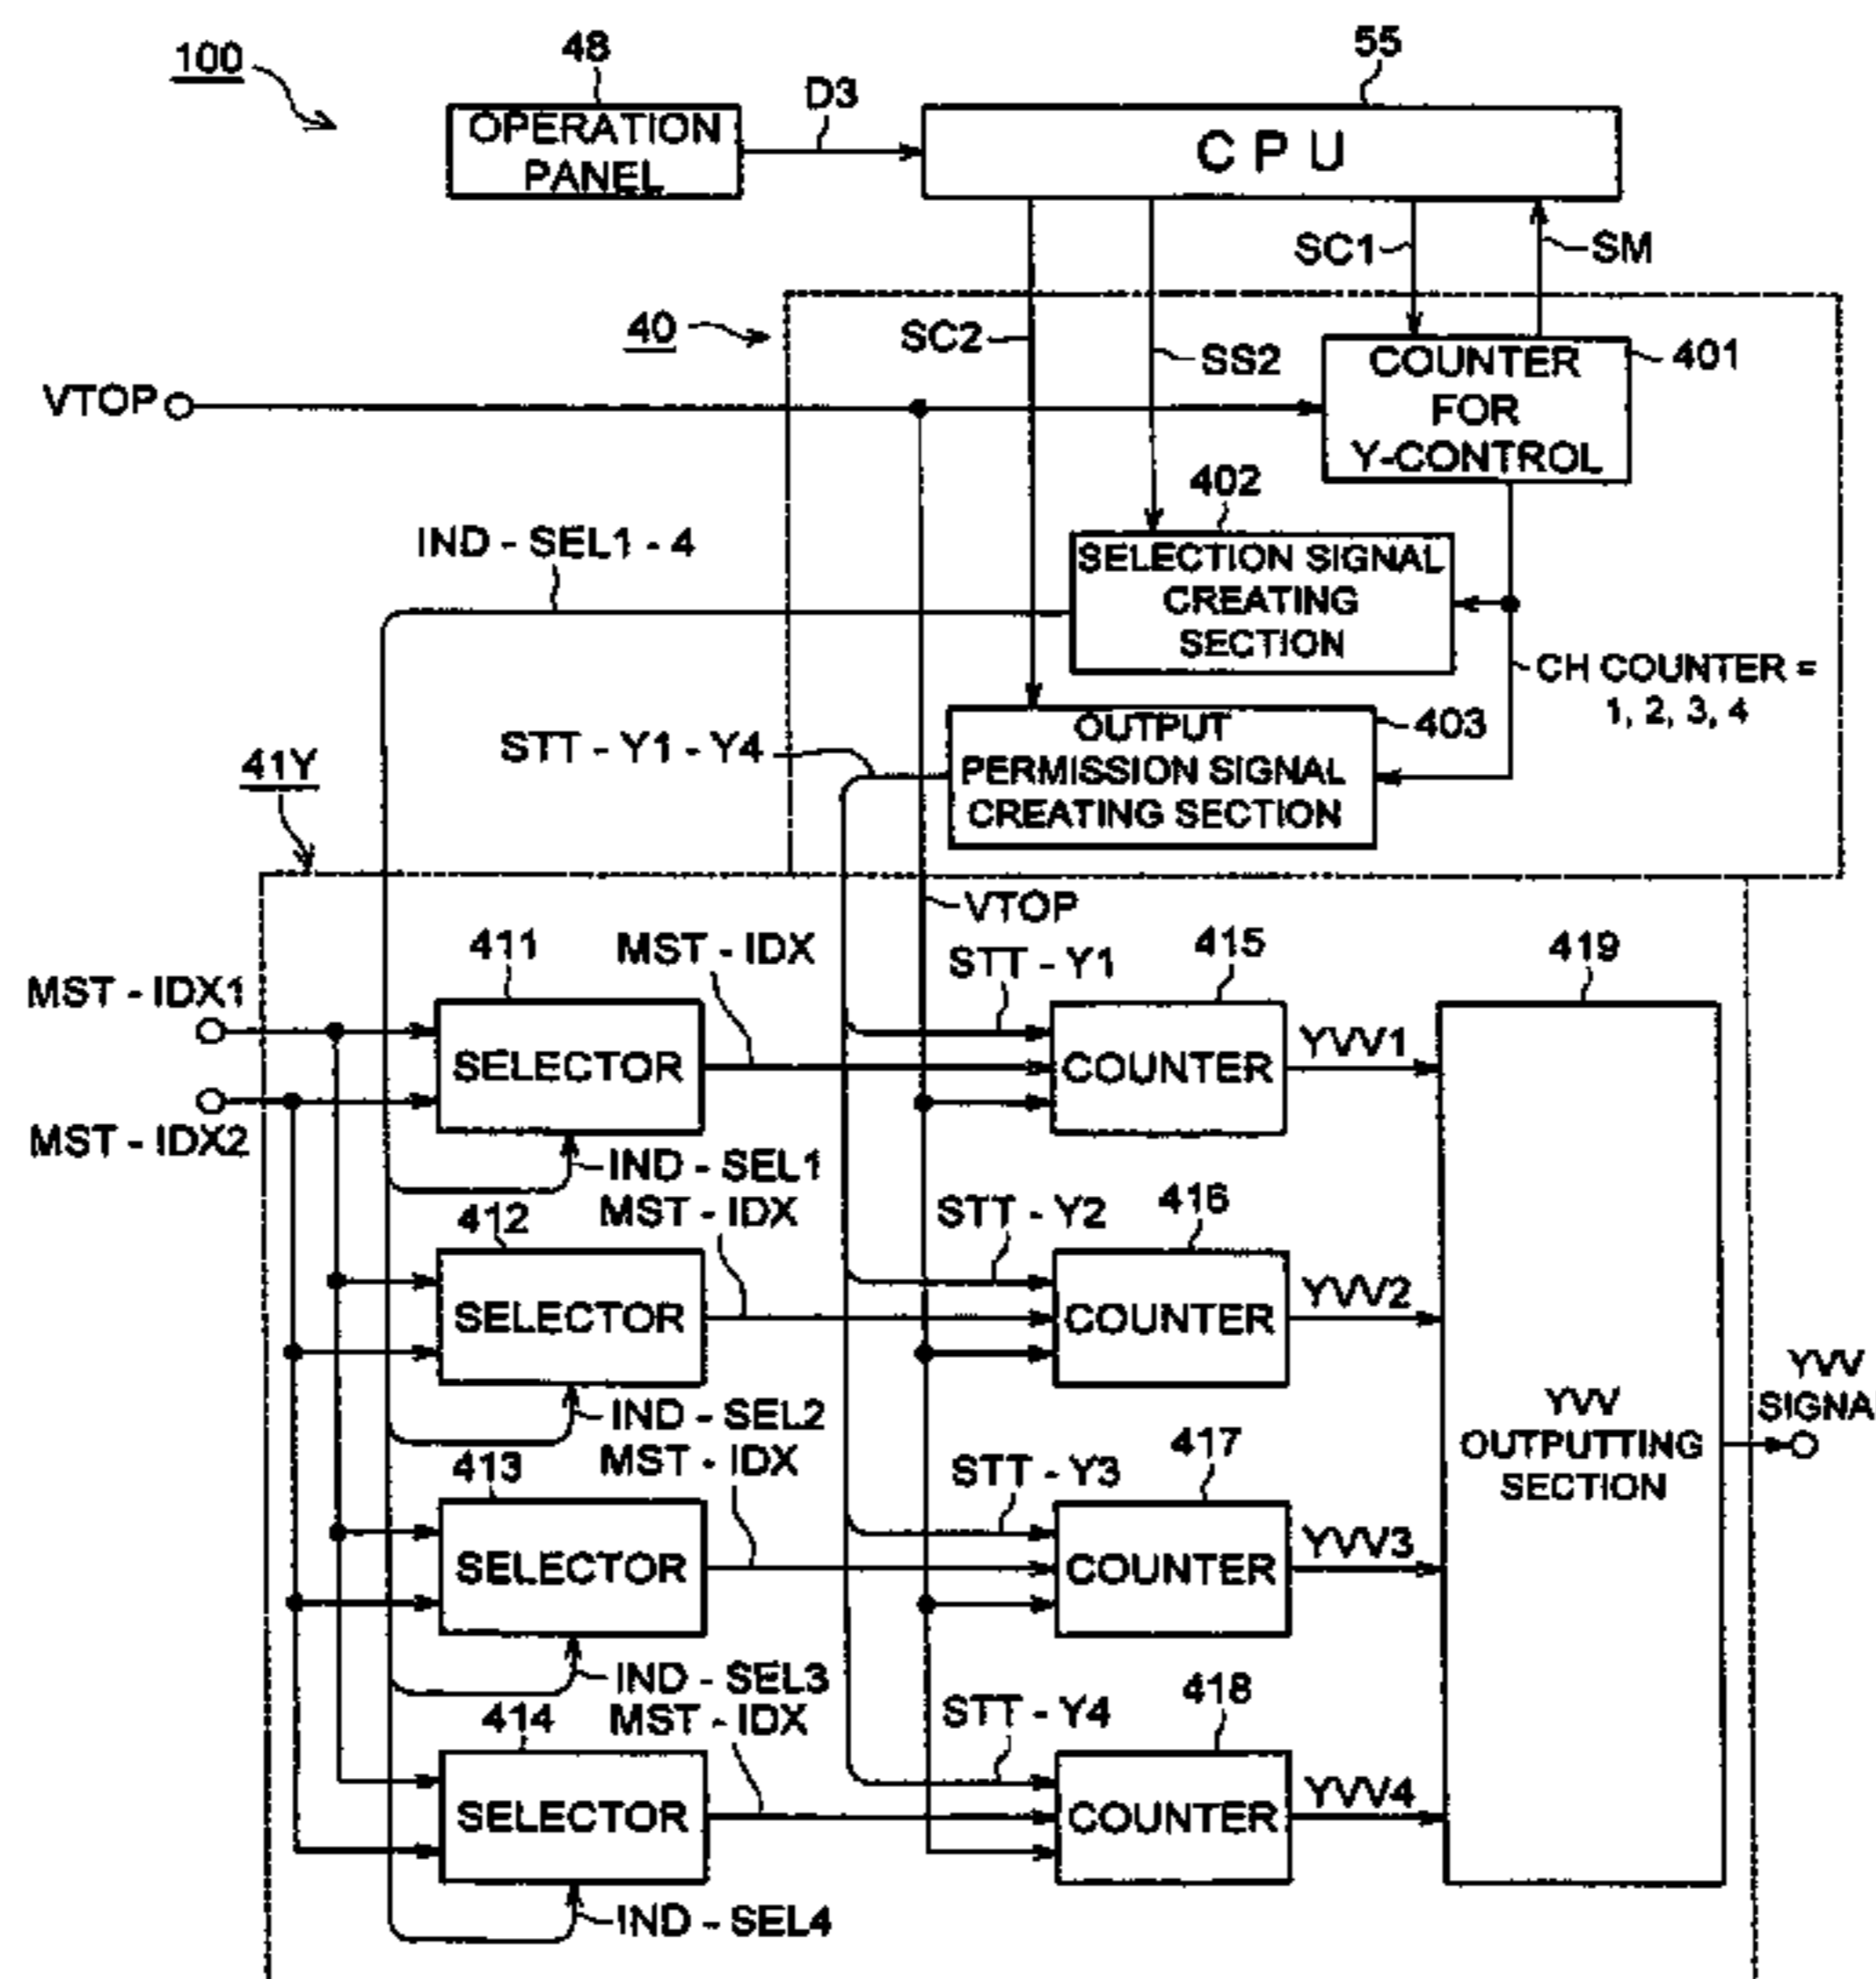 100
48
OPERATION
PANEL
D3
55
CPU
SC1
SM
40
SC2
SS2
COUNTER
FOR
Y-CONTROL
401
VTOP
402
IND - SEL1 - 4
SELECTION SIGNAL
CREATING
SECTION
CH COUNTER =
1, 2, 3, 4
STT - Y1 - Y4
OUTPUT
PERMISSION SIGNAL
CREATING SECTION
403
41Y
VTOP
MST - IDX1
MST - IDX2
411
SELECTOR
MST - IDX
STT - Y1
415
COUNTER
YVV1
419
IND - SEL1
412
SELECTOR
MST - IDX
STT - Y2
416
COUNTER
YVV2
IND - SEL2
413
SELECTOR
MST - IDX
STT - Y3
417
COUNTER
YVV3
IND - SEL3
414
SELECTOR
MST - IDX
STT - Y4
418
COUNTER
YVV4
IND - SEL4
YVV
OUTPUTTING
SECTION
YVV
SIGNA